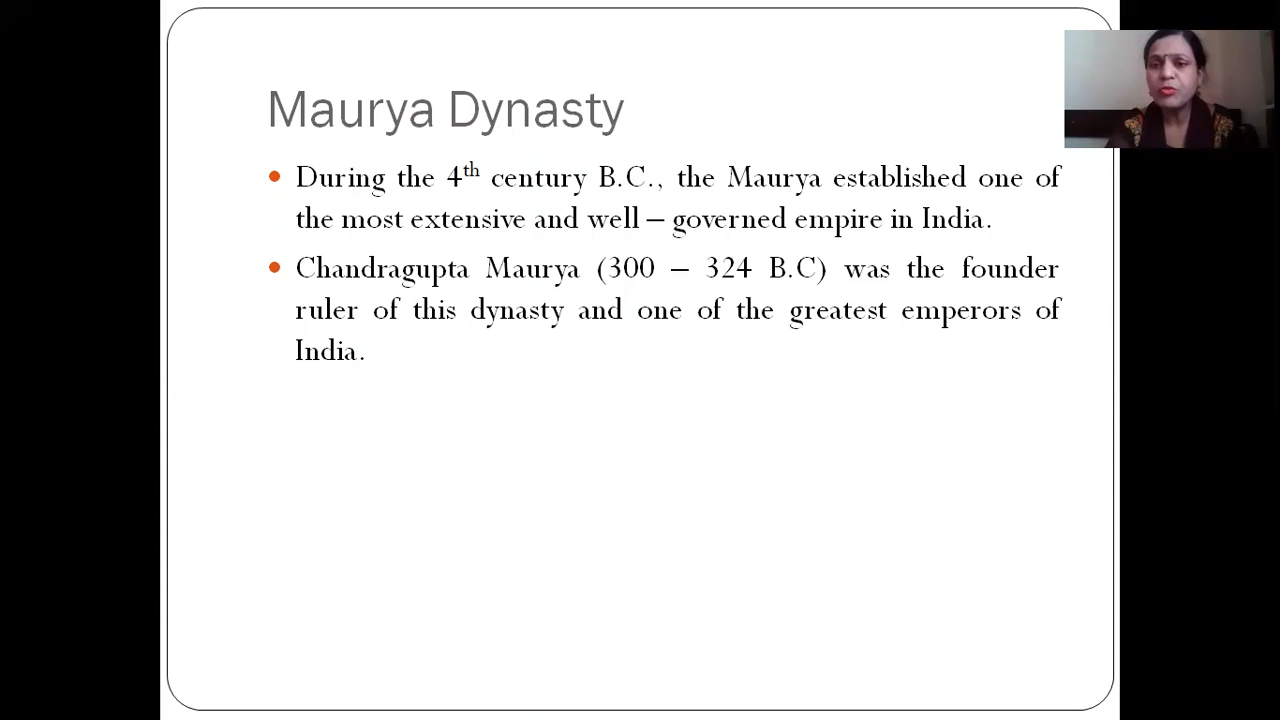 Maurya Dynasty
• During the 4th century B.C., the Maurya established one of
the most extensive and well – governed empire in India.
• Chandragupta Maurya (300 – 324 B.C) was the founder
ruler of this dynasty and one of the greatest emperors of
India.